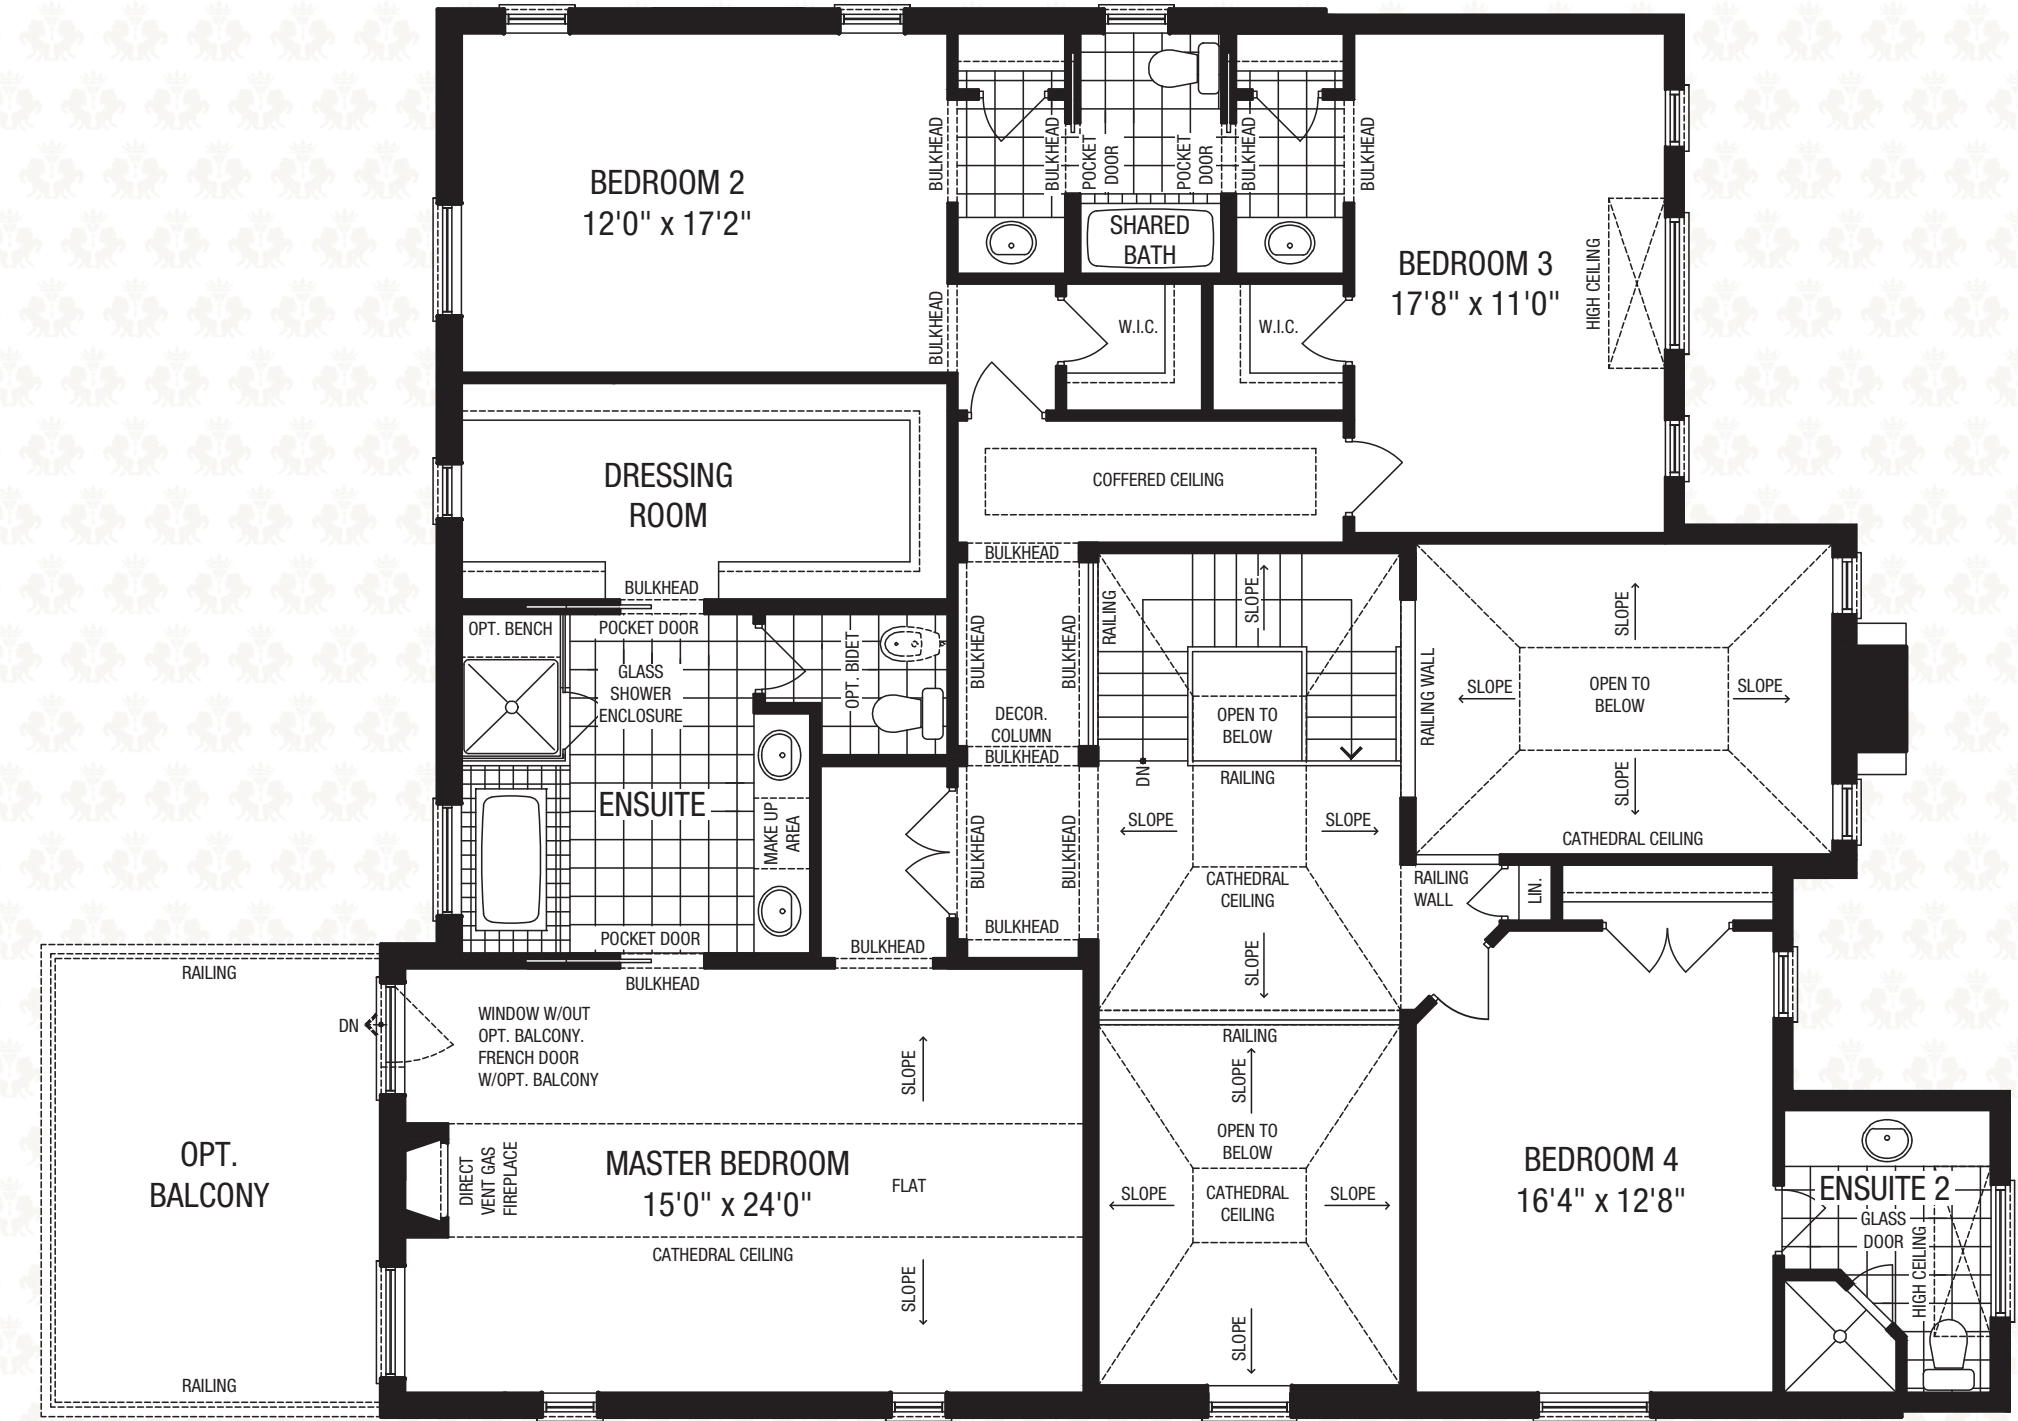 BEDROOM 2
12'0" x 17'2"
BULKHEAD
BULKHEAD
POCKET
DOOR
POCKET
DOOR
BULKHEAD
BULKHEAD
SHARED
BATH
BEDROOM 3
17'8" x 11'0"
HIGH CEILING
BULKHEAD
W.I.C.
W.I.C.
DRESSING
ROOM
COFFERED CEILING
BULKHEAD
BULKHEAD
OPT. BENCH
POCKET DOOR
GLASS
SHOWER
ENCLOSURE
OPT. BIDET
BULKHEAD
BULKHEAD
RAILING
SLOPE
DECOR.
COLUMN
BULKHEAD
OPEN TO
BELOW
RAILING
DN
RAILING WALL
SLOPE
SLOPE
OPEN TO
BELOW
SLOPE
SLOPE
CATHEDRAL CEILING
ENSUITE
MAKE UP
AREA
BULKHEAD
BULKHEAD
SLOPE
SLOPE
CATHEDRAL
CEILING
SLOPE
RAILING
WALL
LIN.
POCKET DOOR
BULKHEAD
BULKHEAD
BULKHEAD
RAILING
DN
WINDOW W/OUT
OPT. BALCONY.
FRENCH DOOR
W/OPT. BALCONY
SLOPE
RAILING
SLOPE
OPEN TO
BELOW
SLOPE
CATHEDRAL
CEILING
SLOPE
SLOPE
OPT.
BALCONY
DIRECT
VENT GAS
FIREPLACE
MASTER BEDROOM
15'0" x 24'0"
FLAT
CATHEDRAL CEILING
SLOPE
BEDROOM 4
16'4" x 12'8"
ENSUITE 2
GLASS
DOOR
HIGH CEILING
RAILING